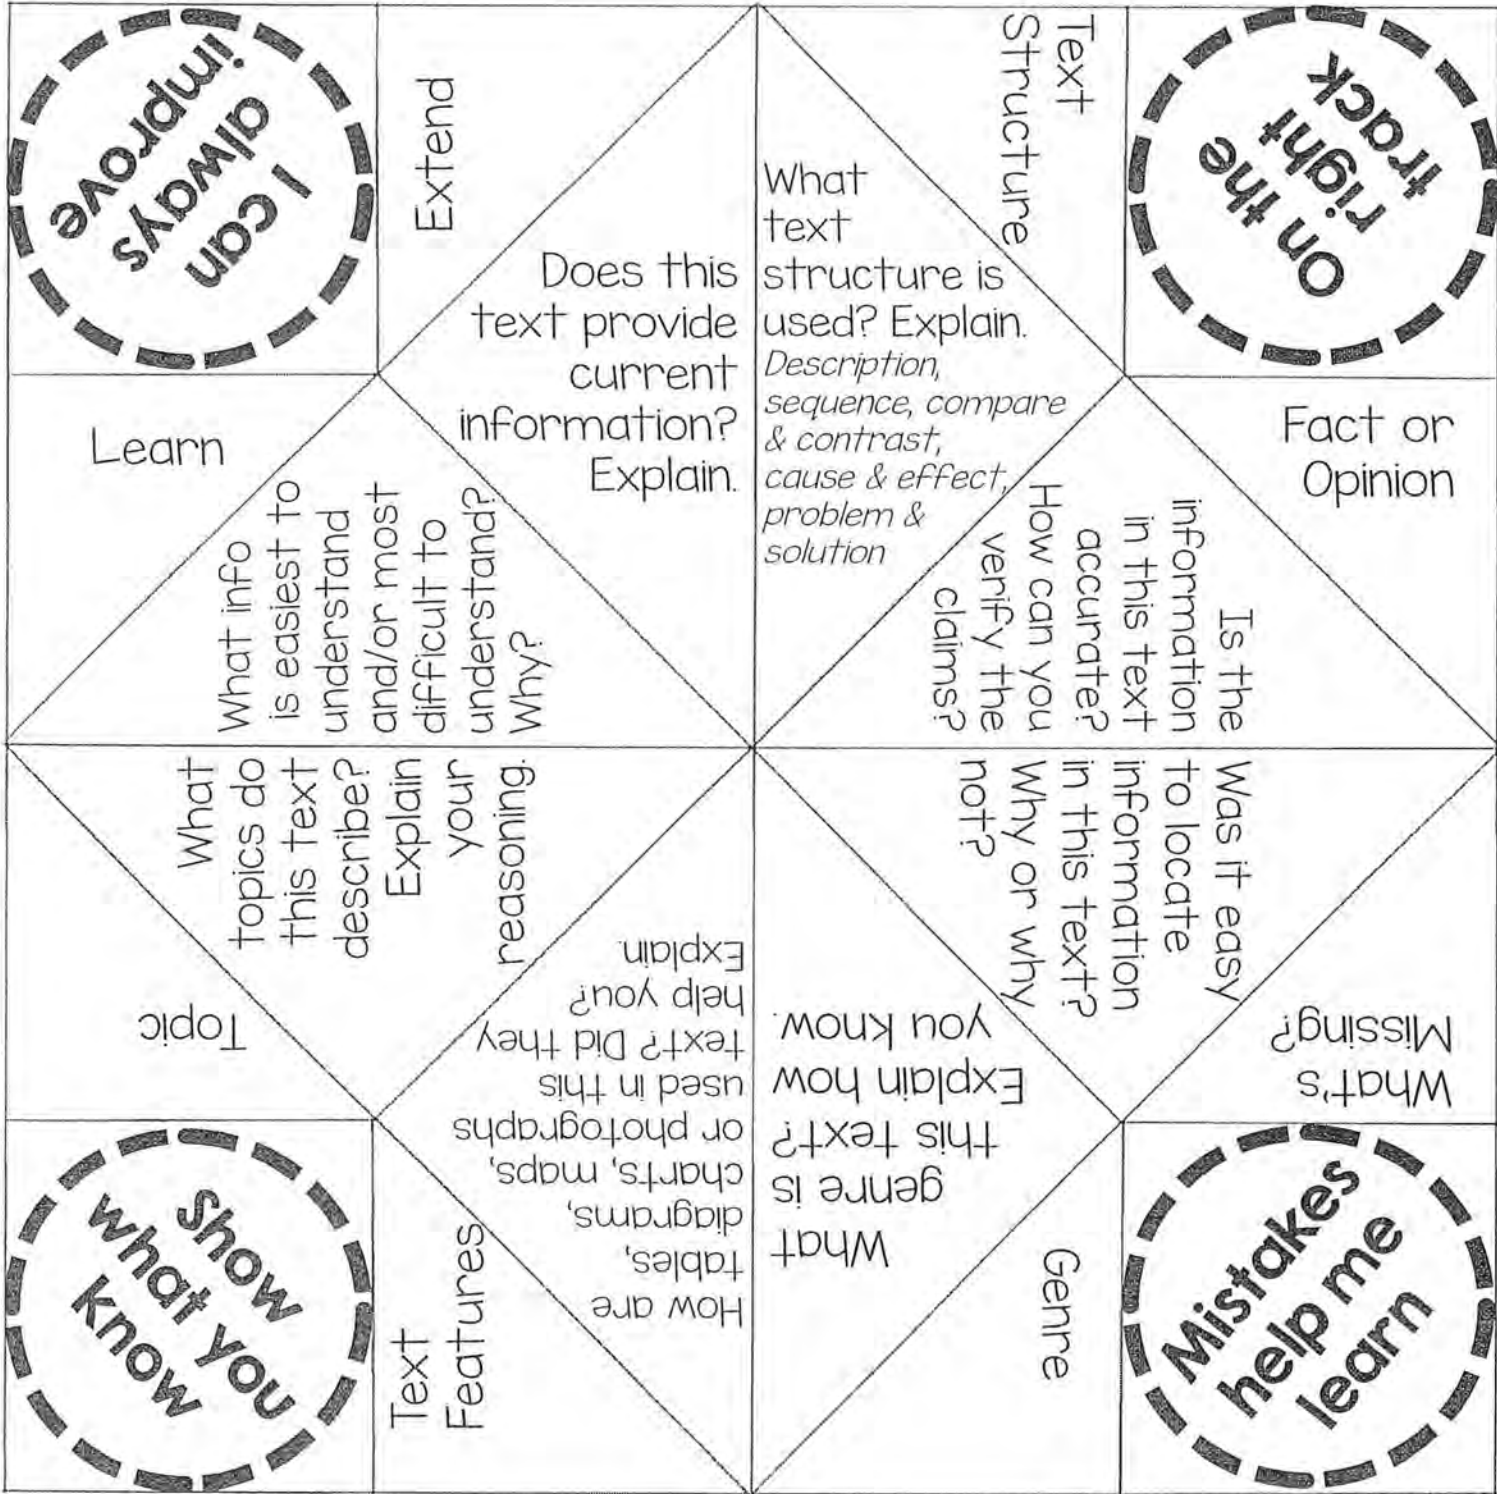 I can
always
improve
Extend
Does this
text provide
current
information?
Explain.
Text
Structure
What
text
structure is
used? Explain.
Description,
sequence, compare
& contrast,
cause & effect,
problem &
solution
On the
right
track
Learn
What info
is easiest to
understand
and/or most
difficult to
understand?
Why?
Fact or
Opinion
Is the
information
in this text
accurate?
How can you
verify the
claims?
Topic
What
topics do
this text
describe?
Explain
your
reasoning.
What's
Missing?
Was it easy
to locate
information
in this text?
Why or why
not?
Show
what you
know
Text
Features
How are
tables,
diagrams,
charts, maps,
or photographs
used in this
text? Did they
help you?
Explain.
Genre
What
genre is
this text?
Explain how
you know.
Mistakes
help me
learn